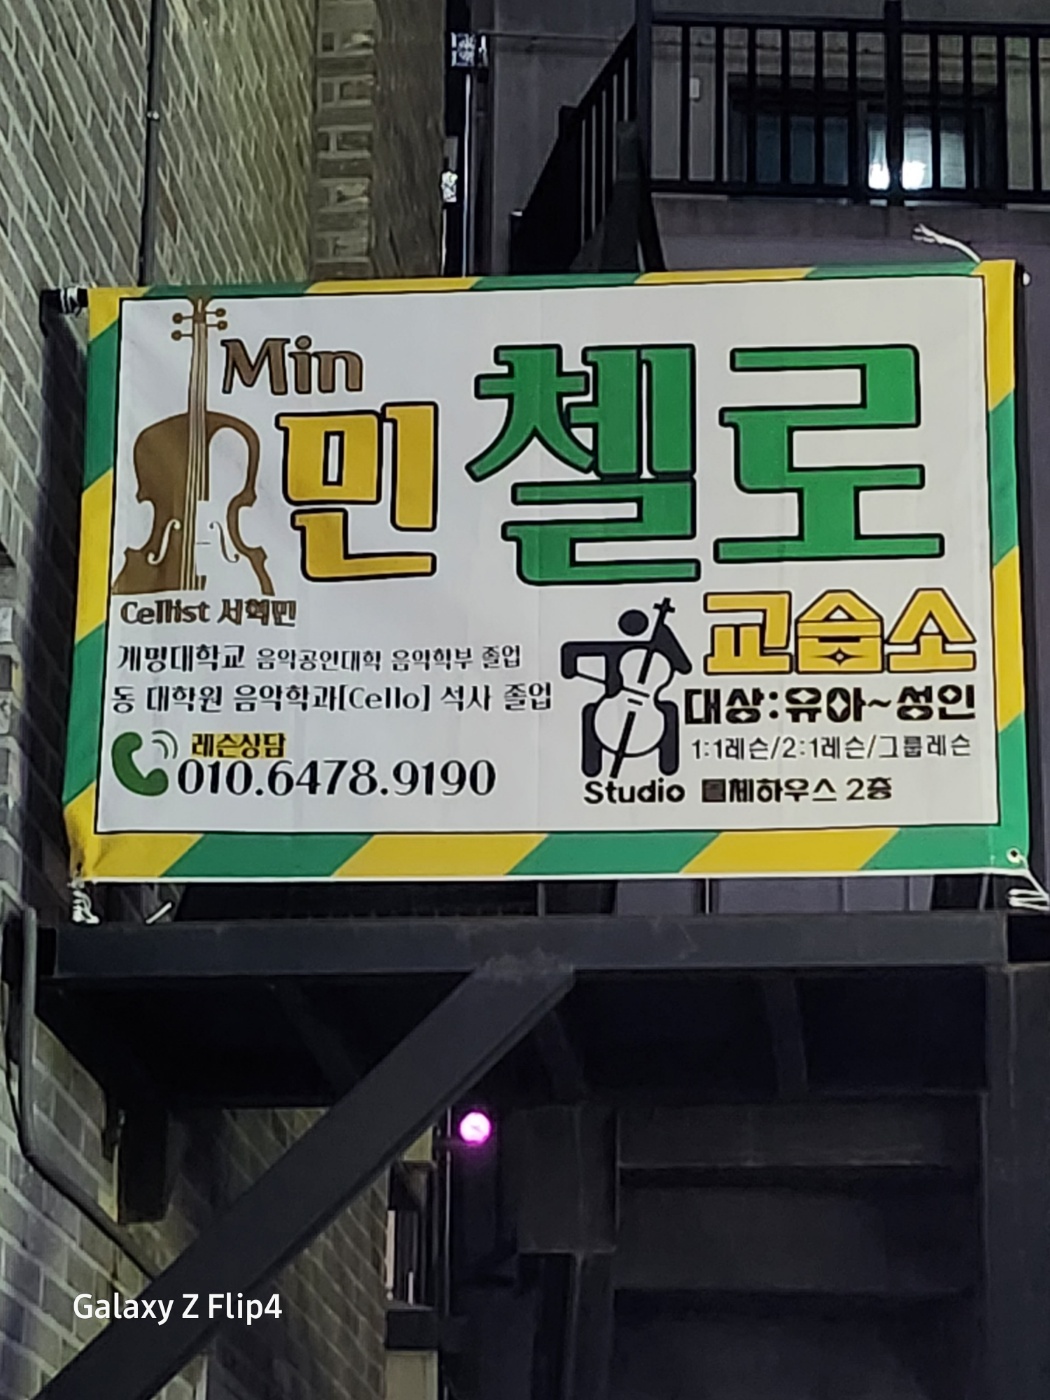 Min
민 첼로
교습소
Cellist 서혁민
계명대학교 음악공연대학 음악학부 졸업
동 대학원 음악학과[Cello] 석사 졸업
레슨상담
010.6478.9190
대상:유아~성인
1:1레슨/2:1레슨/그룹레슨
Studio 하우스 2층
Galaxy Z Flip4